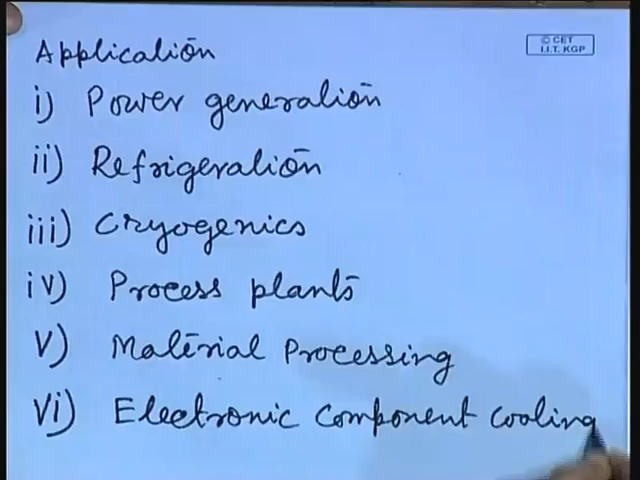 Application
© CET
I.I.T. KGP
i) Power generation
ii) Refrigeration
iii) Cryogenics
iv) Process plants
v) Material Processing
vi) Electronic component cooling